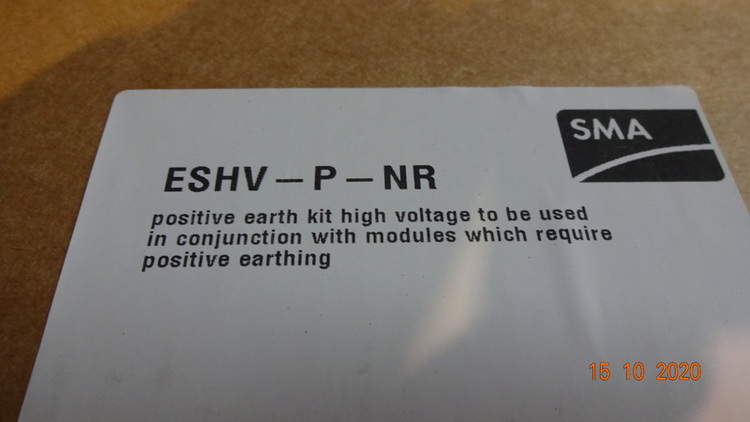 SMA
ESHV – P – NR
positive earth kit high voltage to be used
in conjunction with modules which require
positive earthing
15 10 2020